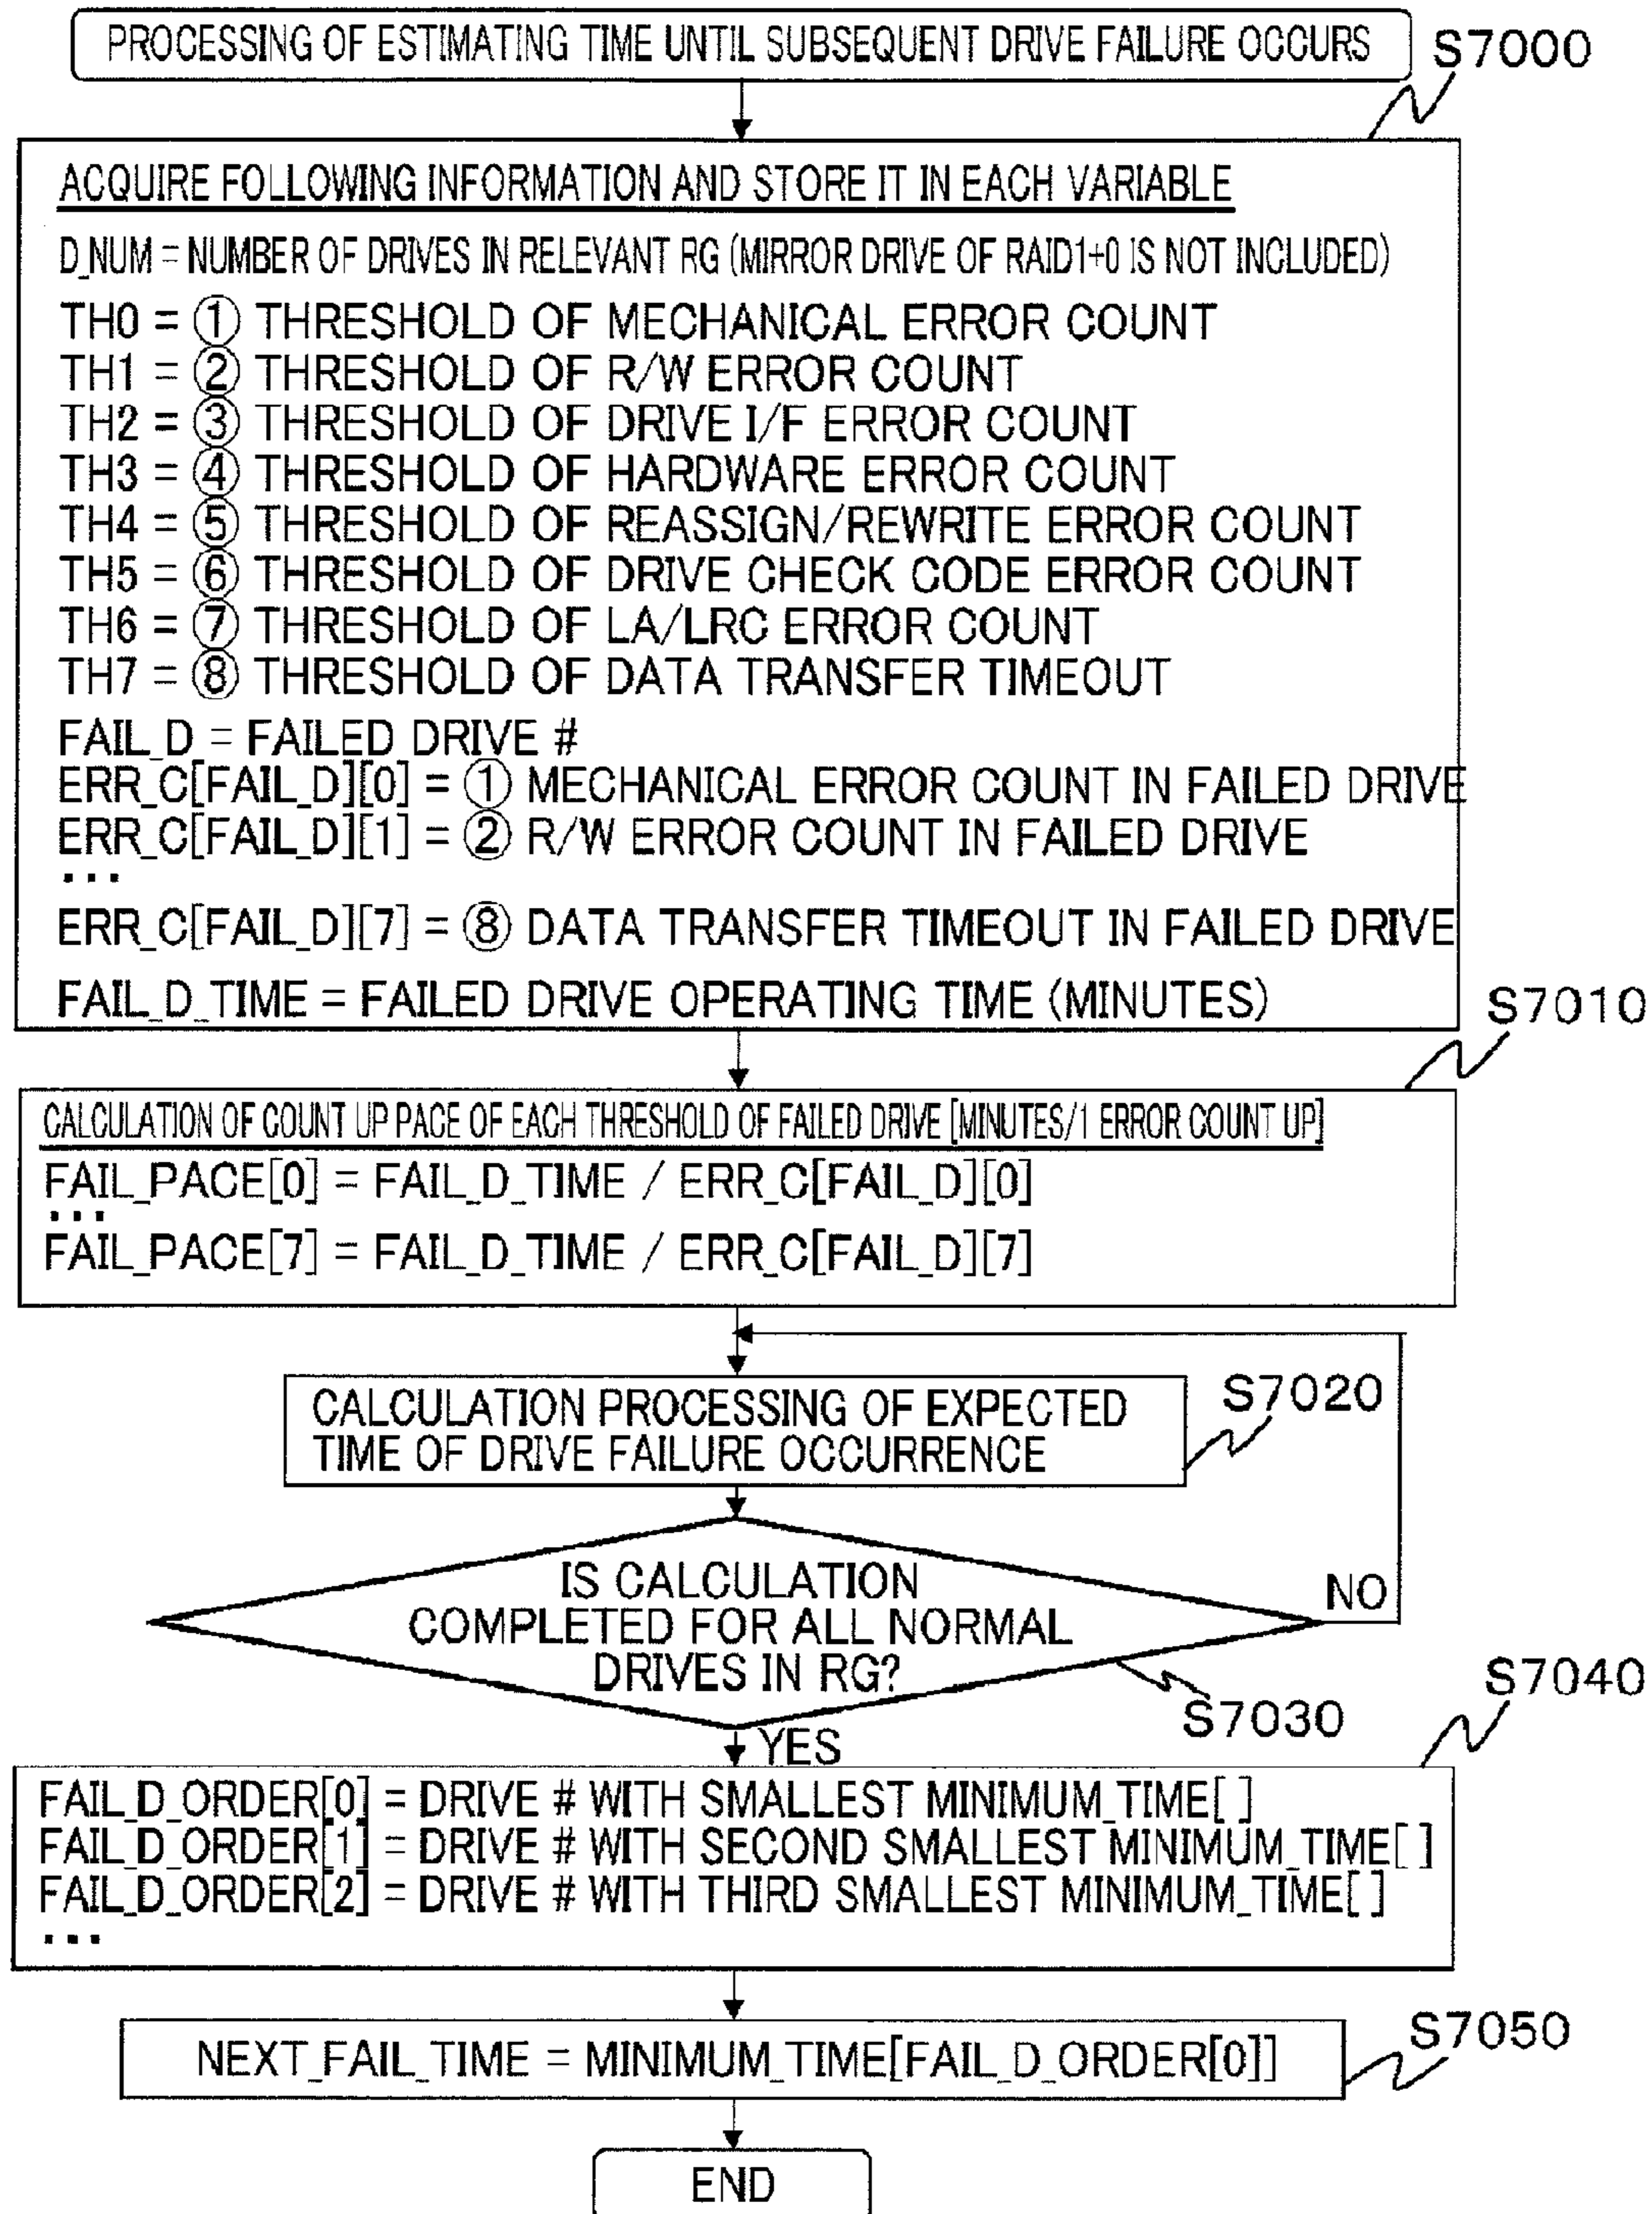 PROCESSING OF ESTIMATING TIME UNTIL SUBSEQUENT DRIVE FAILURE OCCURS
S7000
ACQUIRE FOLLOWING INFORMATION AND STORE IT IN EACH VARIABLE
D_NUM = NUMBER OF DRIVES IN RELEVANT RG (MIRROR DRIVE OF RAID1+0 IS NOT INCLUDED)
TH0 = ① THRESHOLD OF MECHANICAL ERROR COUNT
TH1 = ② THRESHOLD OF R/W ERROR COUNT
TH2 = ③ THRESHOLD OF DRIVE I/F ERROR COUNT
TH3 = ④ THRESHOLD OF HARDWARE ERROR COUNT
TH4 = ⑤ THRESHOLD OF REASSIGN/REWRITE ERROR COUNT
TH5 = ⑥ THRESHOLD OF DRIVE CHECK CODE ERROR COUNT
TH6 = ⑦ THRESHOLD OF LA/LRC ERROR COUNT
TH7 = ⑧ THRESHOLD OF DATA TRANSFER TIMEOUT
FAIL_D = FAILED DRIVE #
ERR_C[FAIL_D][0] = ① MECHANICAL ERROR COUNT IN FAILED DRIVE
ERR_C[FAIL_D][1] = ② R/W ERROR COUNT IN FAILED DRIVE
...
ERR_C[FAIL_D][7] = ⑧ DATA TRANSFER TIMEOUT IN FAILED DRIVE
FAIL_D_TIME = FAILED DRIVE OPERATING TIME (MINUTES)
S7010
CALCULATION OF COUNT UP PACE OF EACH THRESHOLD OF FAILED DRIVE [MINUTES/1 ERROR COUNT UP]
FAIL_PACE[0] = FAIL_D_TIME / ERR_C[FAIL_D][0]
...
FAIL_PACE[7] = FAIL_D_TIME / ERR_C[FAIL_D][7]
S7020
CALCULATION PROCESSING OF EXPECTED
TIME OF DRIVE FAILURE OCCURRENCE
IS CALCULATION
COMPLETED FOR ALL NORMAL
DRIVES IN RG?
NO
S7030
YES
S7040
FAIL_D_ORDER[0] = DRIVE # WITH SMALLEST MINIMUM_TIME[ ]
FAIL_D_ORDER[1] = DRIVE # WITH SECOND SMALLEST MINIMUM_TIME[ ]
FAIL_D_ORDER[2] = DRIVE # WITH THIRD SMALLEST MINIMUM_TIME[ ]
...
S7050
NEXT_FAIL_TIME = MINIMUM_TIME[FAIL_D_ORDER[0]]
END